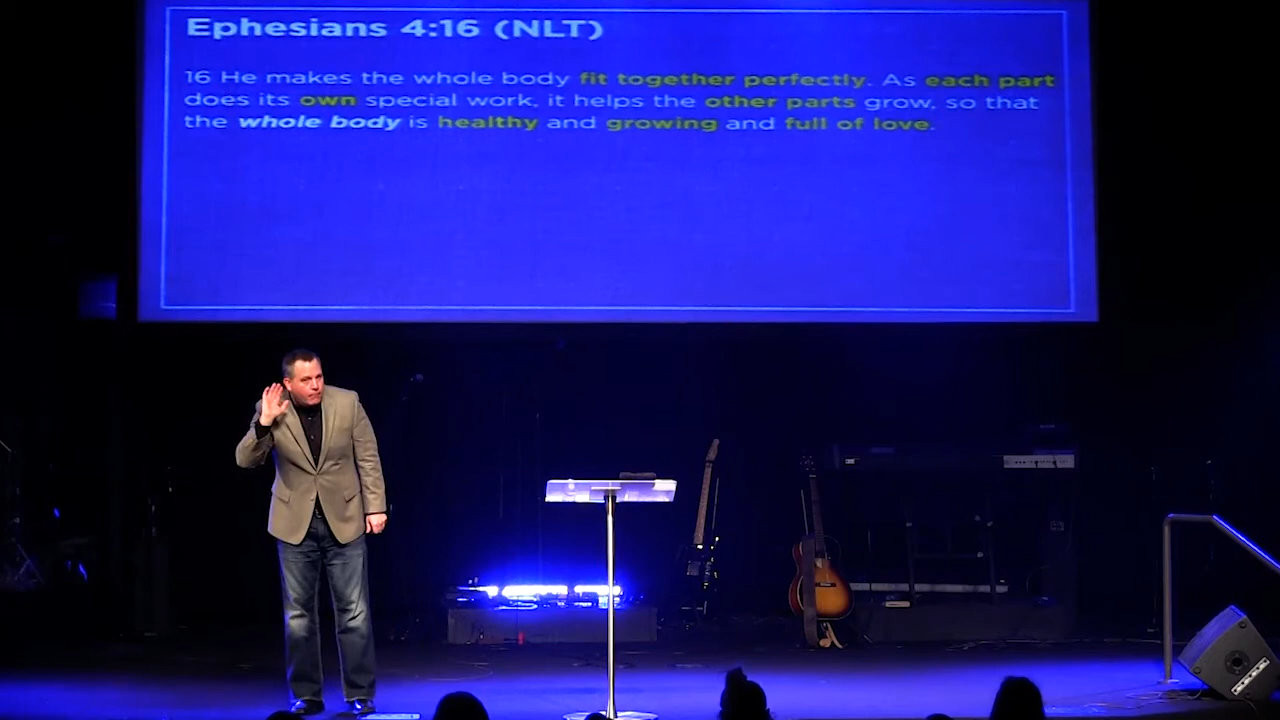 Ephesians 4:16 (NLT)
16 He makes the whole body fit together perfectly. As each part
does its own special work, it helps the other parts grow, so that
the whole body is healthy and growing and full of love.